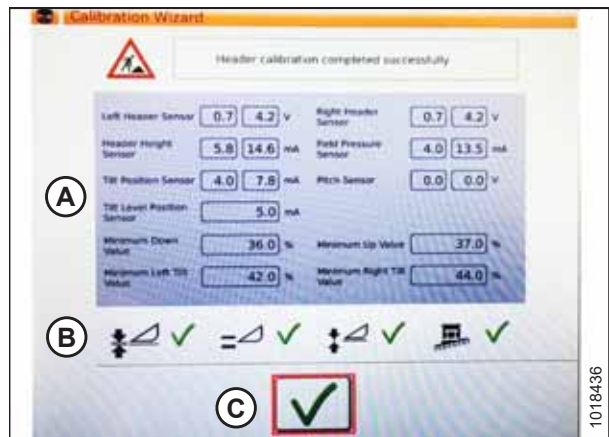 Calibration Wizard
Header calibration completed successfully
Left Header Sensor 0.7 4.2 v Right Header Sensor 0.7 4.2 v
Header Height Sensor 5.8 14.6 mA Field Pressure Sensor 4.0 13.5 mA
Tilt Position Sensor 4.0 7.8 mA Pitch Sensor 0.0 0.0 v
Tilt Level Position Sensor 5.0 mA
Minimum Down Value 36.0 % Minimum Up Value 37.0 %
Minimum Left Tilt Value 42.0 % Minimum Right Tilt Value 44.0 %
A
B
C
1018436